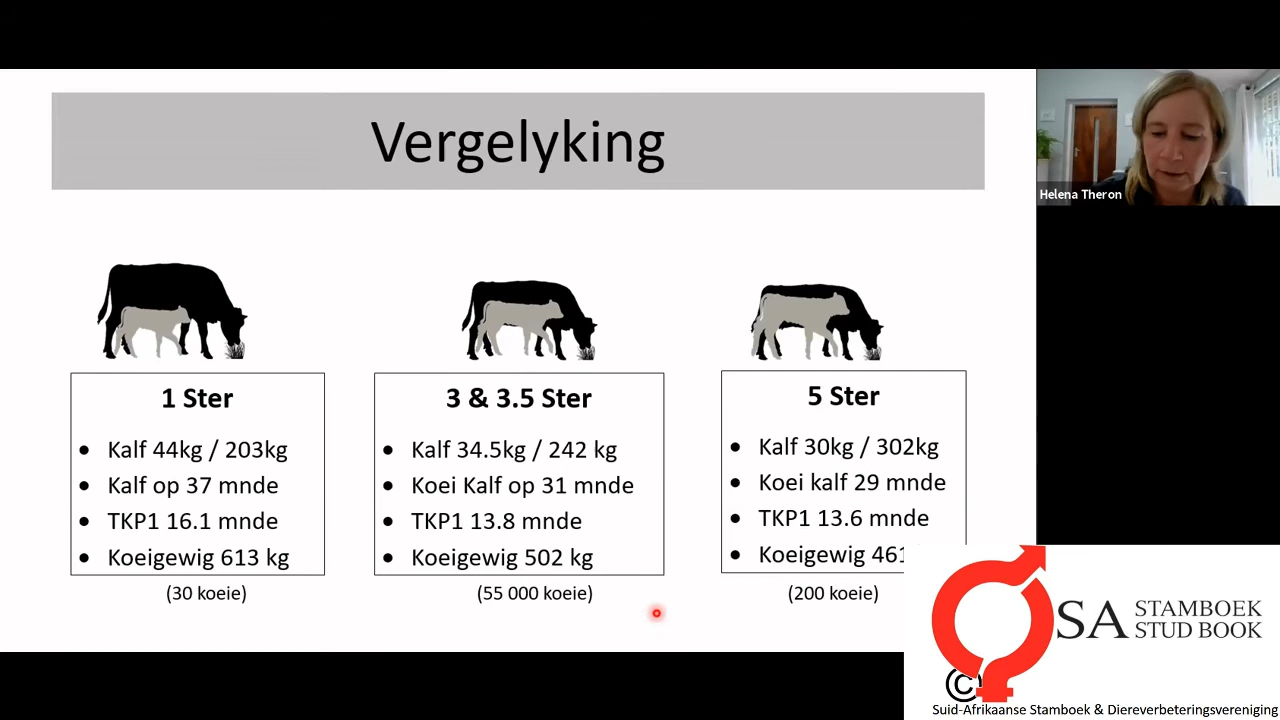 Vergelyking
Helena Theron
1 Ster
• Kalf 44kg / 203kg
• Kalf op 37 mnde
• TKP1 16.1 mnde
• Koeigewig 613 kg
(30 koeie)
3 & 3.5 Ster
• Kalf 34.5kg / 242 kg
• Koei Kalf op 31 mnde
• TKP1 13.8 mnde
• Koeigewig 502 kg
(55 000 koeie)
5 Ster
• Kalf 30kg / 302kg
• Koei kalf 29 mnde
• TKP1 13.6 mnde
• Koeigewig 461
(200 koeie)
SA STAMBOEK
STUD BOOK
©
Suid-Afrikaanse Stamboek & Diereverbeteringsvereniging